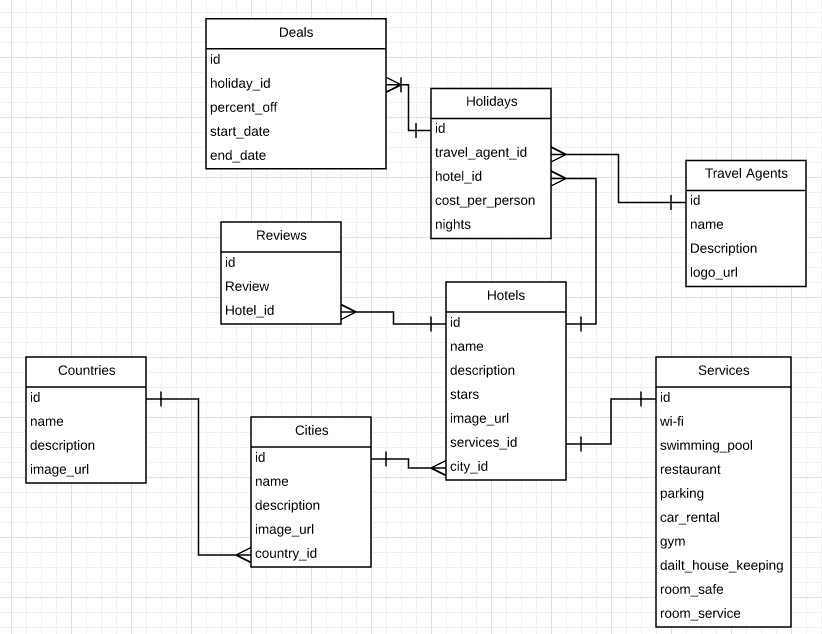 Deals
id
holiday_id
percent_off
start_date
end_date
Holidays
id
travel_agent_id
hotel_id
cost_per_person
nights
Travel Agents
id
name
Description
logo_url
Reviews
id
Review
Hotel_id
Hotels
id
name
description
stars
image_url
services_id
city_id
Countries
id
name
description
image_url
Cities
id
name
description
image_url
country_id
Services
id
wi-fi
swimming_pool
restaurant
parking
car_rental
gym
dailt_house_keeping
room_safe
room_service